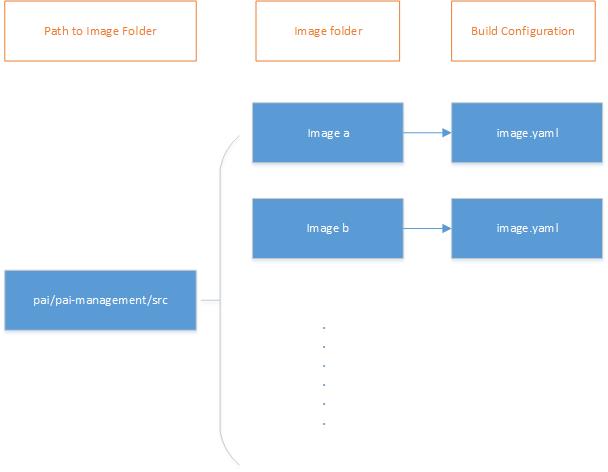 Path to Image Folder
Image folder
Build Configuration
Image a
image.yaml
Image b
image.yaml
pai/pai-management/src